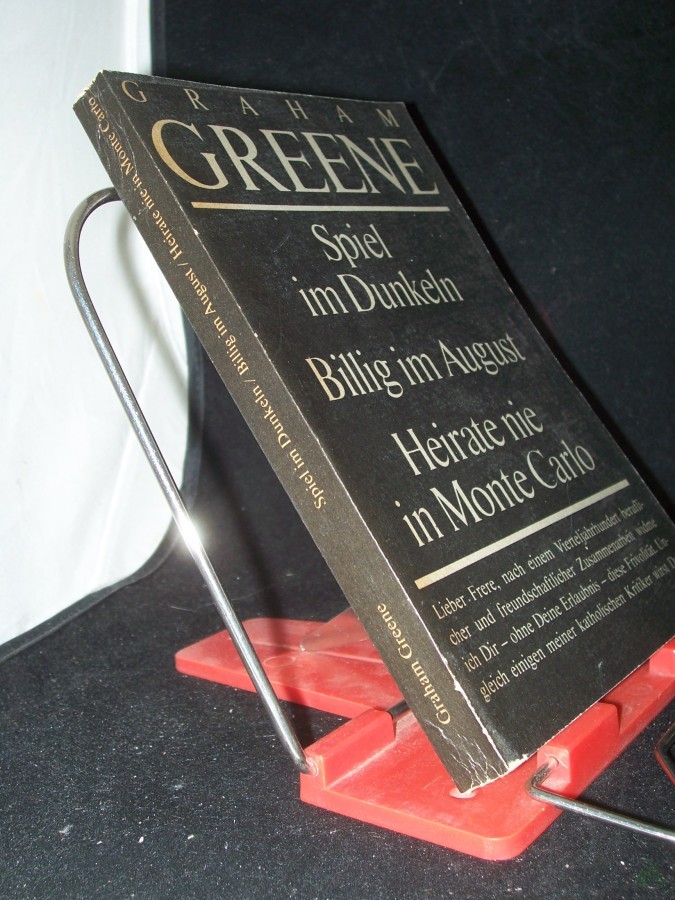 GRAHAM
GREENE
Spiel
im Dunkeln
Billig im August
Heirate nie
in Monte Carlo
Lieber Frere, nach einem Vierteljahrhundert berufli-
cher und freundschaftlicher Zusammenarbeit widme
ich Dir – ohne Deine Erlaubnis – diese Frivolität. Un-
gleich einigen meiner katholischen Kritiker wirst D
Graham Greene
Spiel im Dunkeln / Billig im August / Heirate nie in Monte Carlo